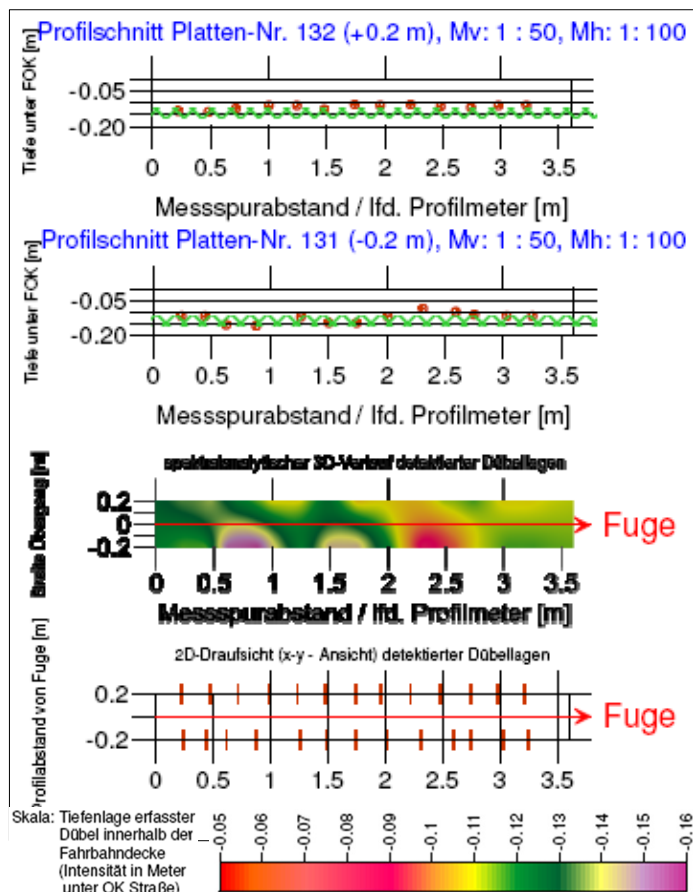 Profilschnitt Platten-Nr. 132 (+0.2 m), Mv: 1 : 50, Mh: 1: 100
Tiefe unter FOK [m]
-0.05
-0.20
0 0.5 1 1.5 2 2.5 3 3.5
Messspurabstand / lfd. Profilmeter [m]
Profilschnitt Platten-Nr. 131 (-0.2 m), Mv: 1 : 50, Mh: 1: 100
Tiefe unter FOK [m]
-0.05
-0.20
0 0.5 1 1.5 2 2.5 3 3.5
Messspurabstand / lfd. Profilmeter [m]
spektralanalytischer 3D-Verlauf detektierter Dübellagen
Breite Übergang [m]
0.2
0
-0.2
Fuge
0 0.5 1 1.5 2 2.5 3 3.5
Messspurabstand / lfd. Profilmeter [m]
2D-Draufsicht (x-y - Ansicht) detektierter Dübellagen
Profilabstand von Fuge [m]
0.2
-0.2
Fuge
0 0.5 1 1.5 2 2.5 3 3.5
Skala: Tiefenlage erfasster
Dübel innerhalb der
Fahrbahndecke
(Intensität in Meter
unter OK Straße)
-0.05 -0.06 -0.07 -0.08 -0.09 -0.1 -0.11 -0.12 -0.13 -0.14 -0.15 -0.16